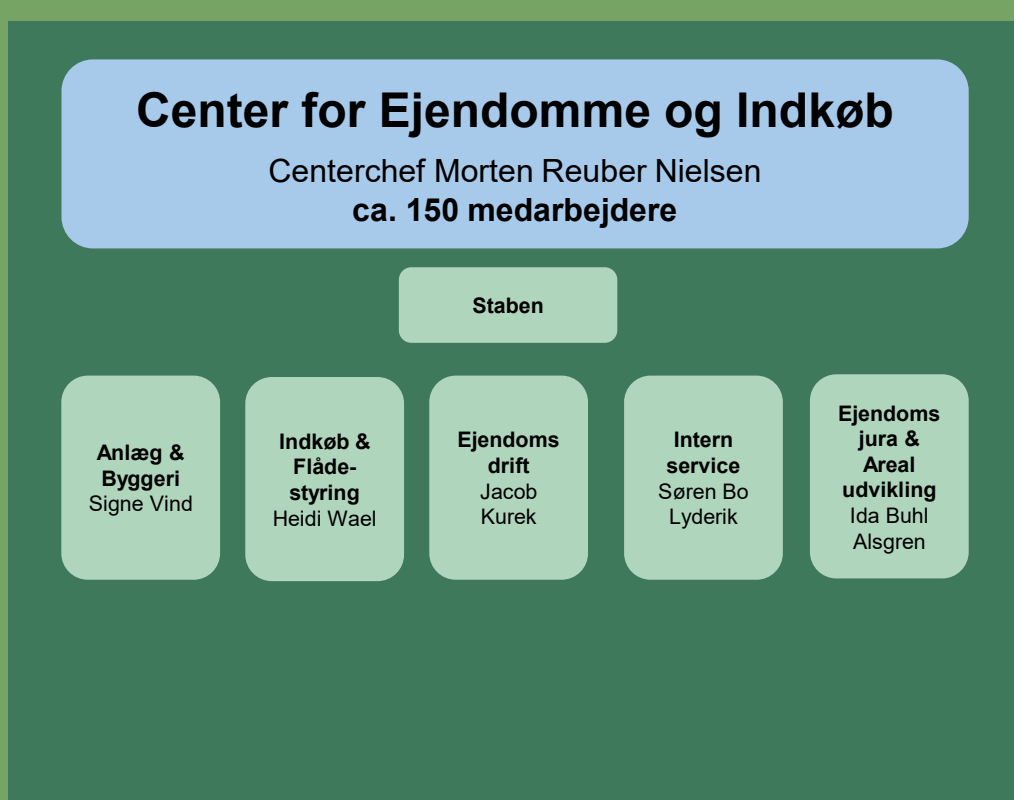 Center for Ejendomme og Indkøb
Centerchef Morten Reuber Nielsen
ca. 150 medarbejdere
Staben
Anlæg &
Byggeri
Signe Vind
Indkøb &
Flåde-
styring
Heidi Wael
Ejendoms
drift
Jacob
Kurek
Intern
service
Søren Bo
Lyderik
Ejendoms
jura &
Areal
udvikling
Ida Buhl
Alsgren